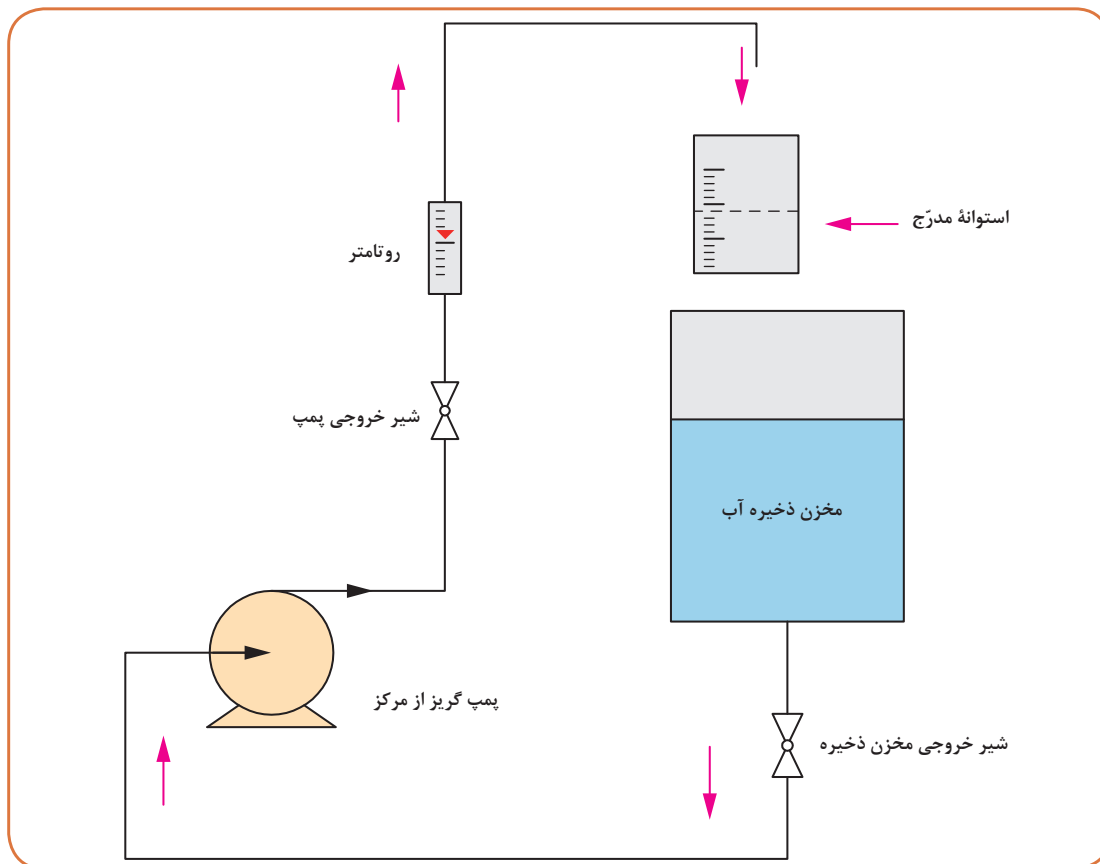 استوانهٔ مدرّج
روتامتر
شیر خروجی پمپ
مخزن ذخیره آب
پمپ گریز از مرکز
شیر خروجی مخزن ذخیره